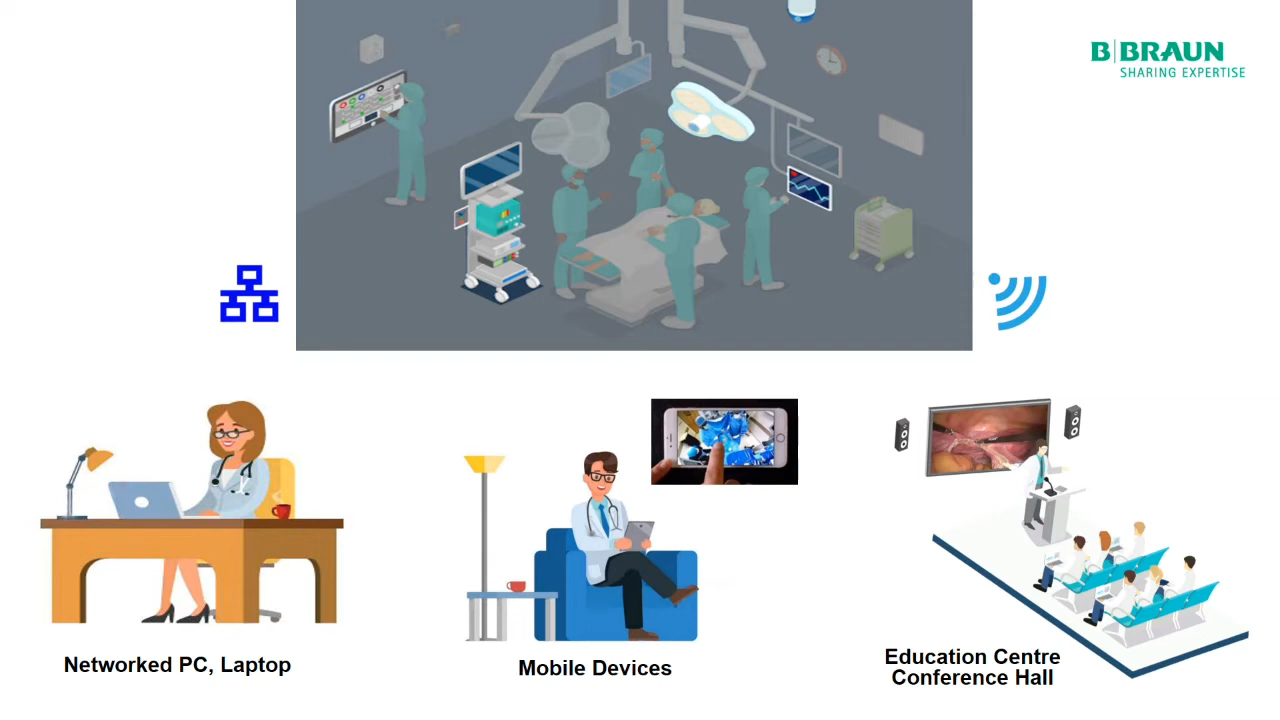 B|BRAUN
SHARING EXPERTISE
Networked PC, Laptop
Mobile Devices
Education Centre
Conference Hall